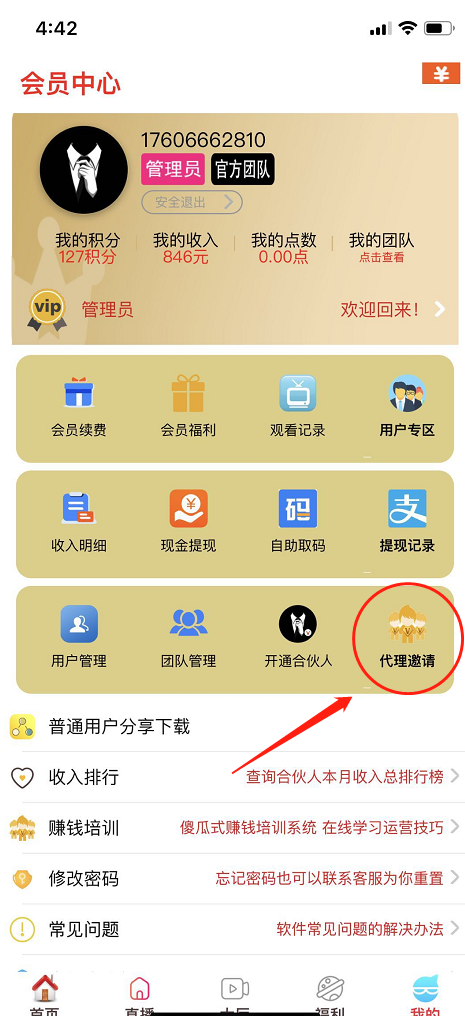 4:42
会员中心
¥
17606662810
管理员 官方团队
安全退出
我的积分 我的收入 我的点数 我的团队
127积分 846元 0.00点 点击查看
vip 管理员 欢迎回来！
会员续费 会员福利 观看记录 用户专区
收入明细 现金提现 自助取码 提现记录
用户管理 团队管理 开通合伙人 代理邀请
普通用户分享下载
收入排行 查询合伙人本月收入总排行榜
赚钱培训 傻瓜式赚钱培训系统 在线学习运营技巧
修改密码 忘记密码也可以联系客服为你重置
常见问题 软件常见问题的解决办法
首页 直播 大厅 福利 我的